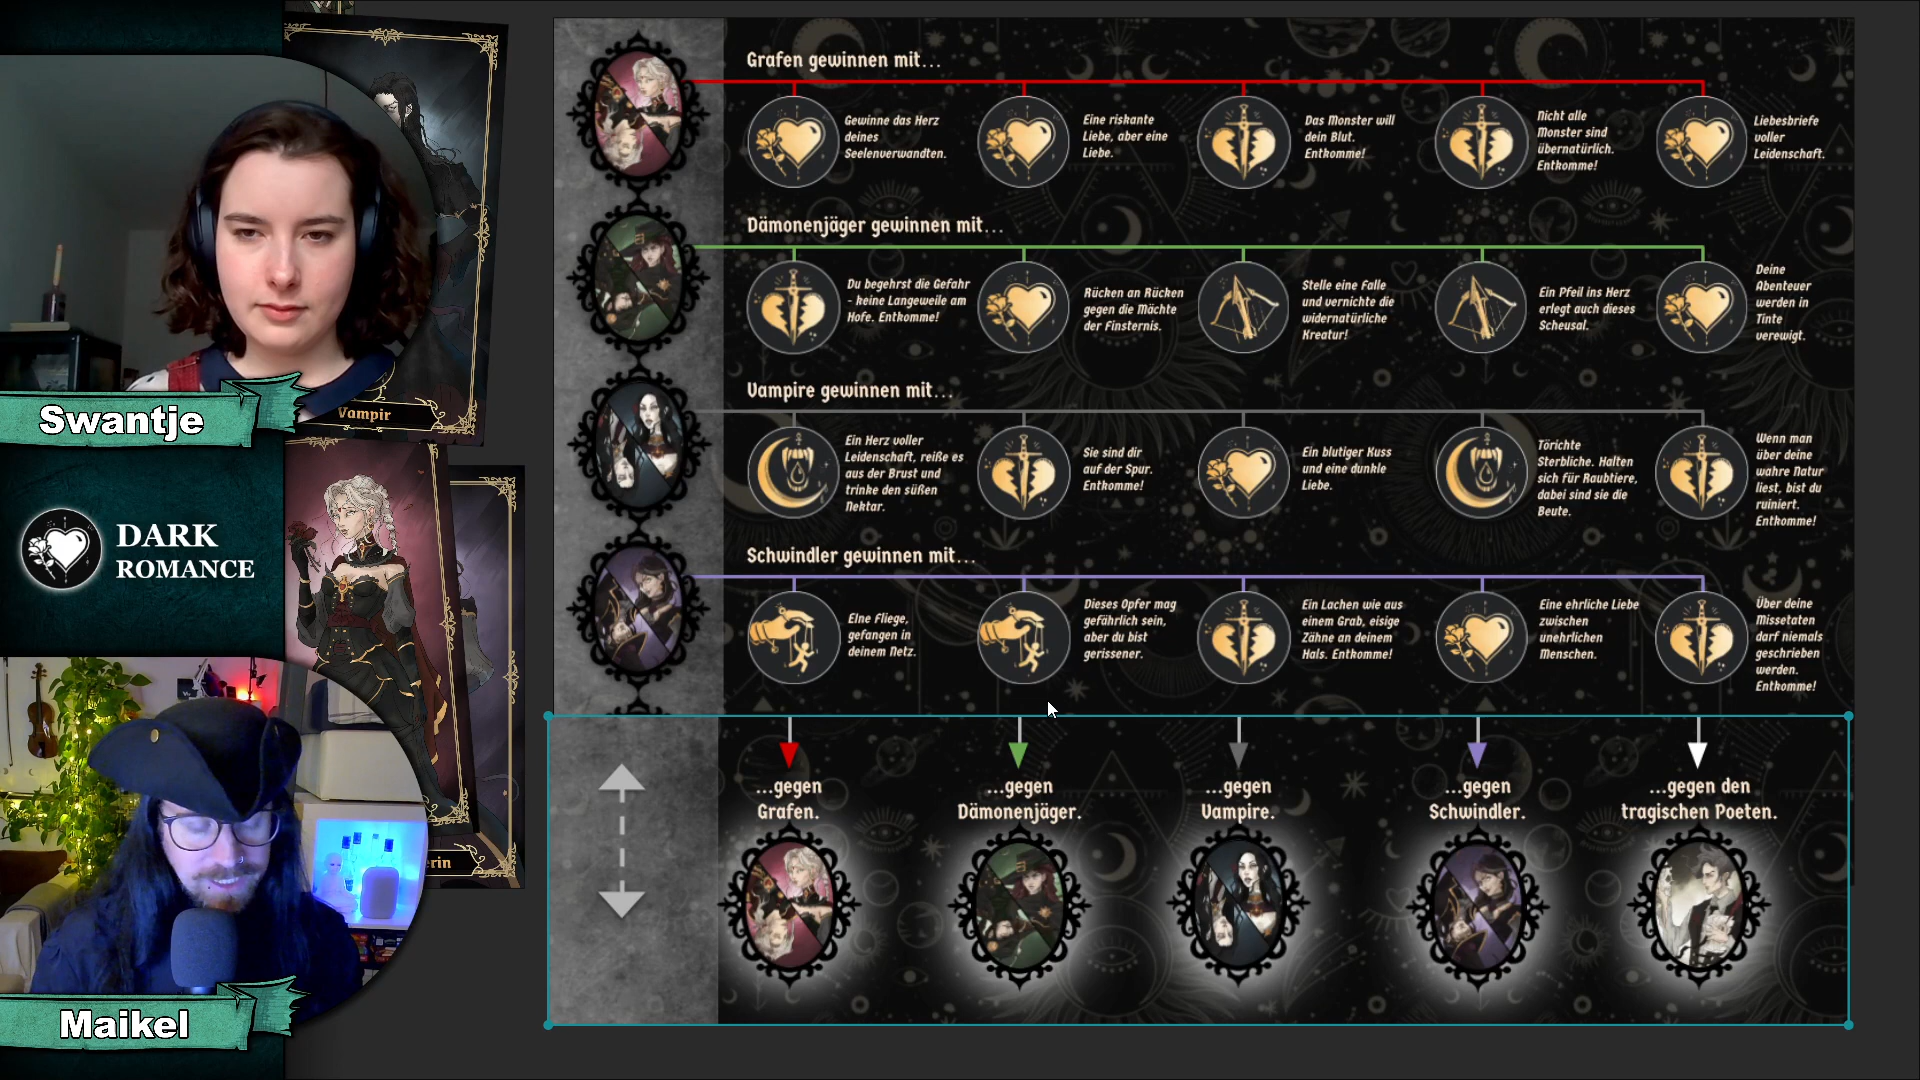 Vampir
Swantje
DARK
ROMANCE
erin
Maikel
Grafen gewinnen mit...
Gewinne das Herz
deines
Seelenverwandten.
Eine riskante
Liebe, aber eine
Liebe.
Das Monster will
dein Blut.
Entkomme!
Nicht alle
Monster sind
übernatürlich.
Entkomme!
Liebesbriefe
voller
Leidenschaft.
Dämonenjäger gewinnen mit...
Du begehrst die Gefahr
- keine Langeweile am
Hofe. Entkomme!
Rücken an Rücken
gegen die Mächte
der Finsternis.
Stelle eine Falle
und vernichte die
widernatürliche
Kreatur!
Ein Pfeil ins Herz
erlegt auch dieses
Scheusal.
Deine
Abenteuer
werden in
Tinte
verewigt.
Vampire gewinnen mit...
Ein Herz voller
Leidenschaft, reiße es
aus der Brust und
trinke den süßen
Nektar.
Sie sind dir
auf der Spur.
Entkomme!
Ein blutiger Kuss
und eine dunkle
Liebe.
Törichte
Sterbliche. Halten
sich für Raubtiere,
dabei sind sie die
Beute.
Wenn man
über deine
wahre Natur
liest, bist du
ruiniert.
Entkomme!
Schwindler gewinnen mit...
EIne Fliege,
gefangen in
deinem Netz.
Dieses Opfer mag
gefährlich sein,
aber du bist
gerissener.
Ein Lachen wie aus
einem Grab, eisige
Zähne an deinem
Hals. Entkomme!
Eine ehrliche Liebe
zwischen
unehrlichen
Menschen.
Über deine
Missetaten
darf niemals
geschrieben
werden.
Entkomme!
...gegen
Grafen.
...gegen
Dämonenjäger.
...gegen
Vampire.
...gegen
Schwindler.
...gegen den
tragischen Poeten.